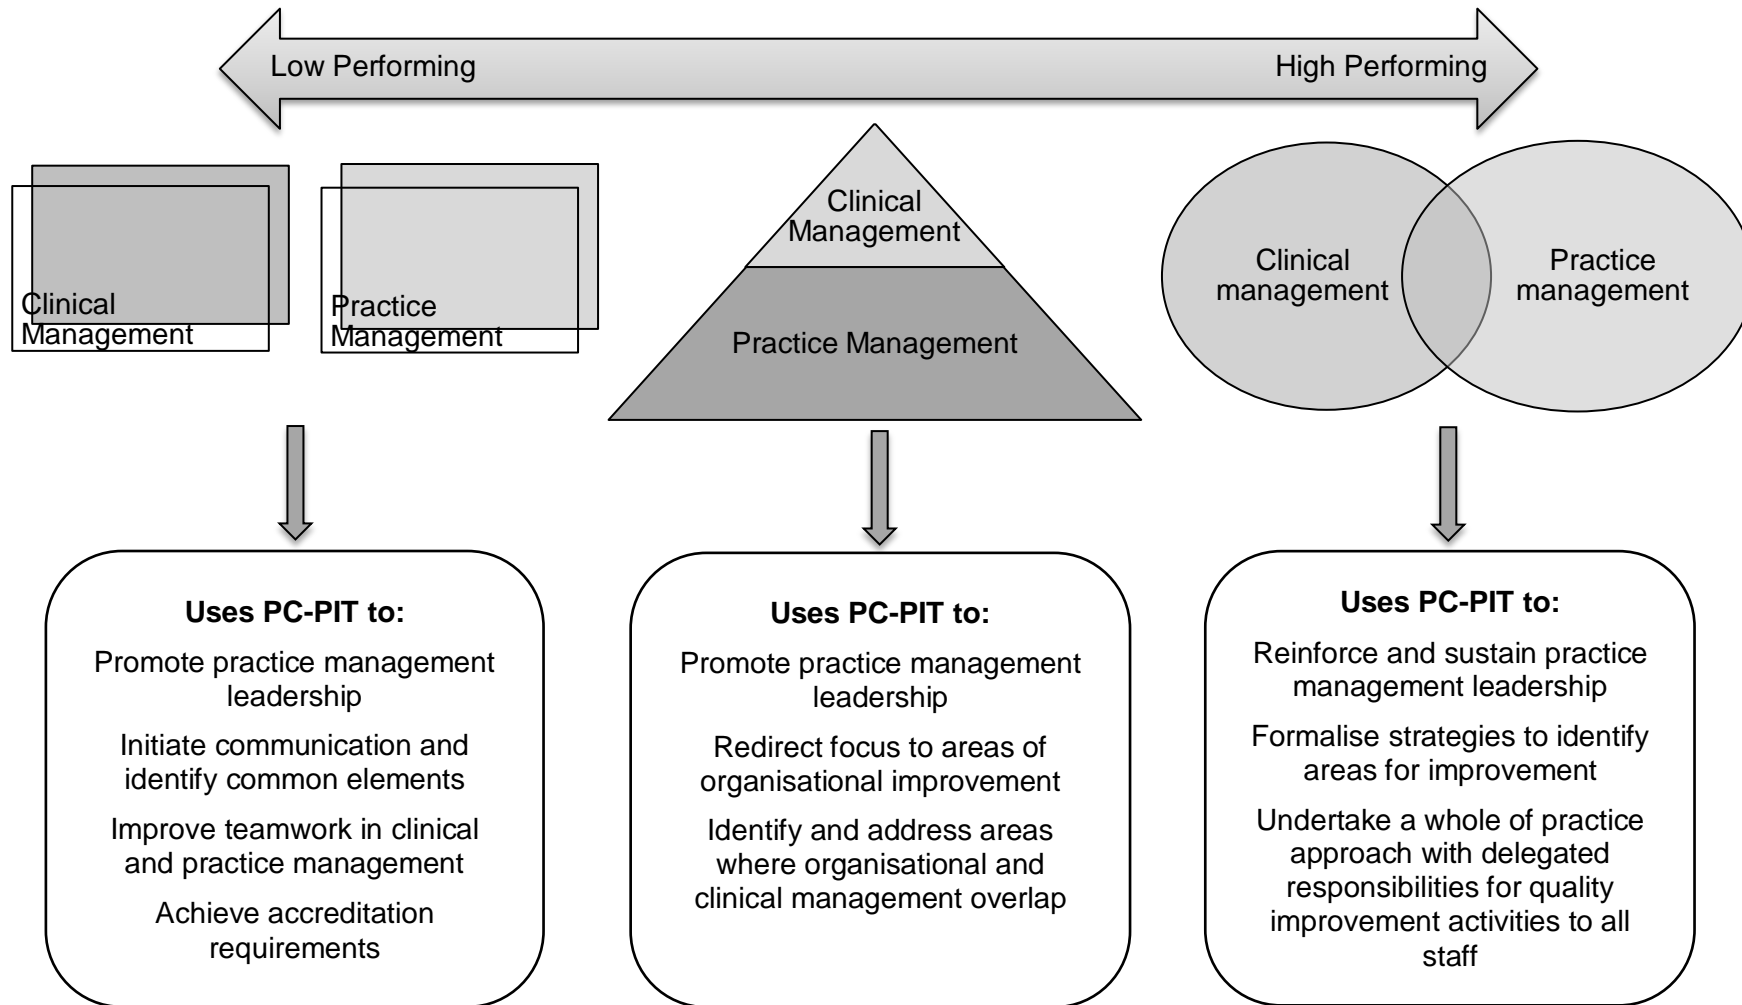 Low Performing
High Performing
Clinical
Management
Practice
Management
Clinical
Management
Practice Management
Clinical
management
Practice
management
Uses PC-PIT to:
Promote practice management
leadership
Initiate communication and
identify common elements
Improve teamwork in clinical
and practice management
Achieve accreditation
requirements
Uses PC-PIT to:
Promote practice management
leadership
Redirect focus to areas of
organisational improvement
Identify and address areas
where organisational and
clinical management overlap
Uses PC-PIT to:
Reinforce and sustain practice
management leadership
Formalise strategies to identify
areas for improvement
Undertake a whole of practice
approach with delegated
responsibilities for quality
improvement activities to all
staff